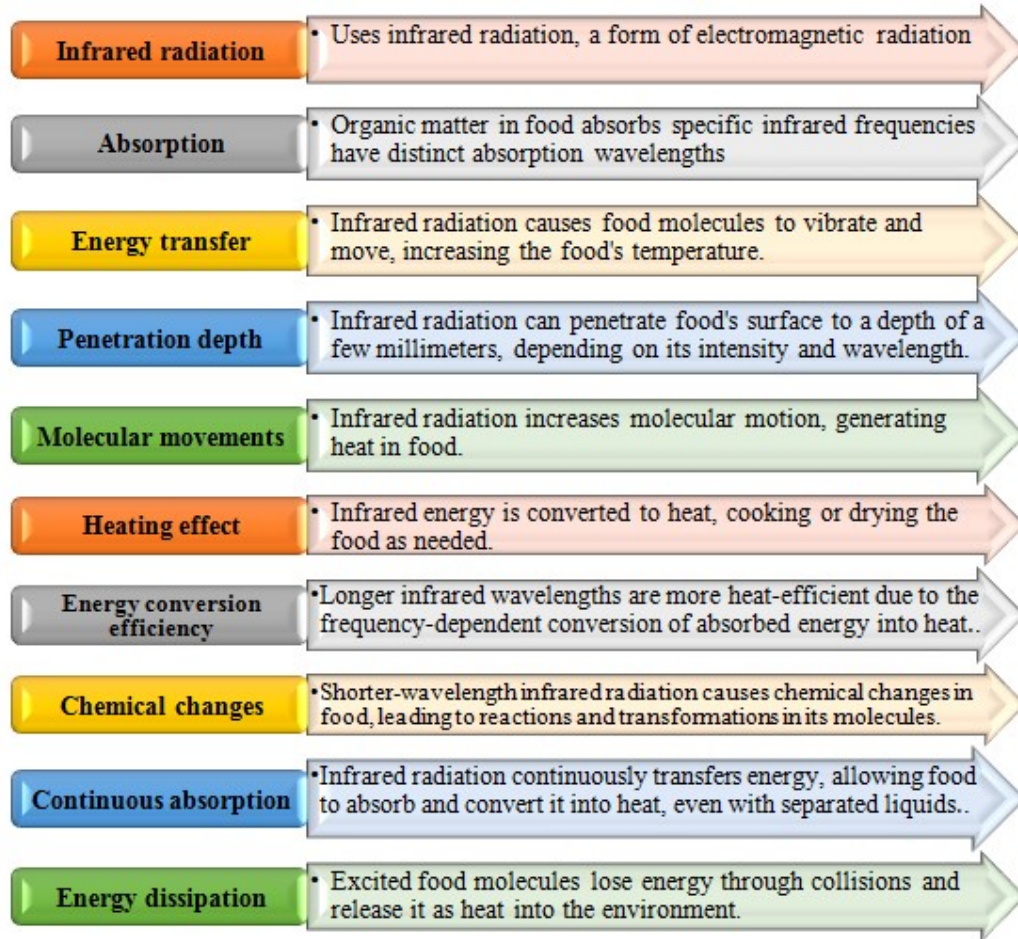 Infrared radiation
• Uses infrared radiation, a form of electromagnetic radiation
Absorption
• Organic matter in food absorbs specific infrared frequencies
have distinct absorption wavelengths
Energy transfer
• Infrared radiation causes food molecules to vibrate and
move, increasing the food's temperature.
Penetration depth
• Infrared radiation can penetrate food's surface to a depth of a
few millimeters, depending on its intensity and wavelength.
Molecular movements
• Infrared radiation increases molecular motion, generating
heat in food.
Heating effect
• Infrared energy is converted to heat, cooking or drying the
food as needed.
Energy conversion
efficiency
•Longer infrared wavelengths are more heat-efficient due to the
frequency-dependent conversion of absorbed energy into heat..
Chemical changes
•Shorter-wavelength infrared radiation causes chemical changes in
food, leading to reactions and transformations in its molecules.
Continuous absorption
•Infrared radiation continuously transfers energy, allowing food
to absorb and convert it into heat, even with separated liquids..
Energy dissipation
• Excited food molecules lose energy through collisions and
release it as heat into the environment.